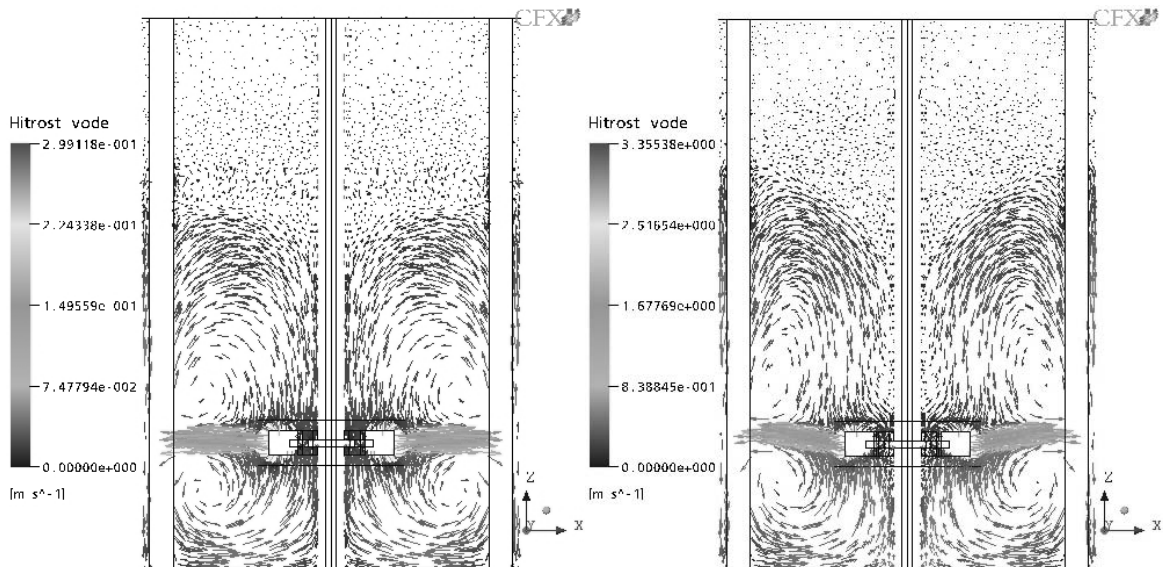 CFX
Hitrost vode
2.99118e-001
2.24338e-001
1.49559e-001
7.47794e-002
0.00000e+000
[m s^-1]
Z
Y
X
CFX
Hitrost vode
3.35538e+000
2.51654e+000
1.67769e+000
8.38845e-001
0.00000e+000
[m s^-1]
Z
Y
X